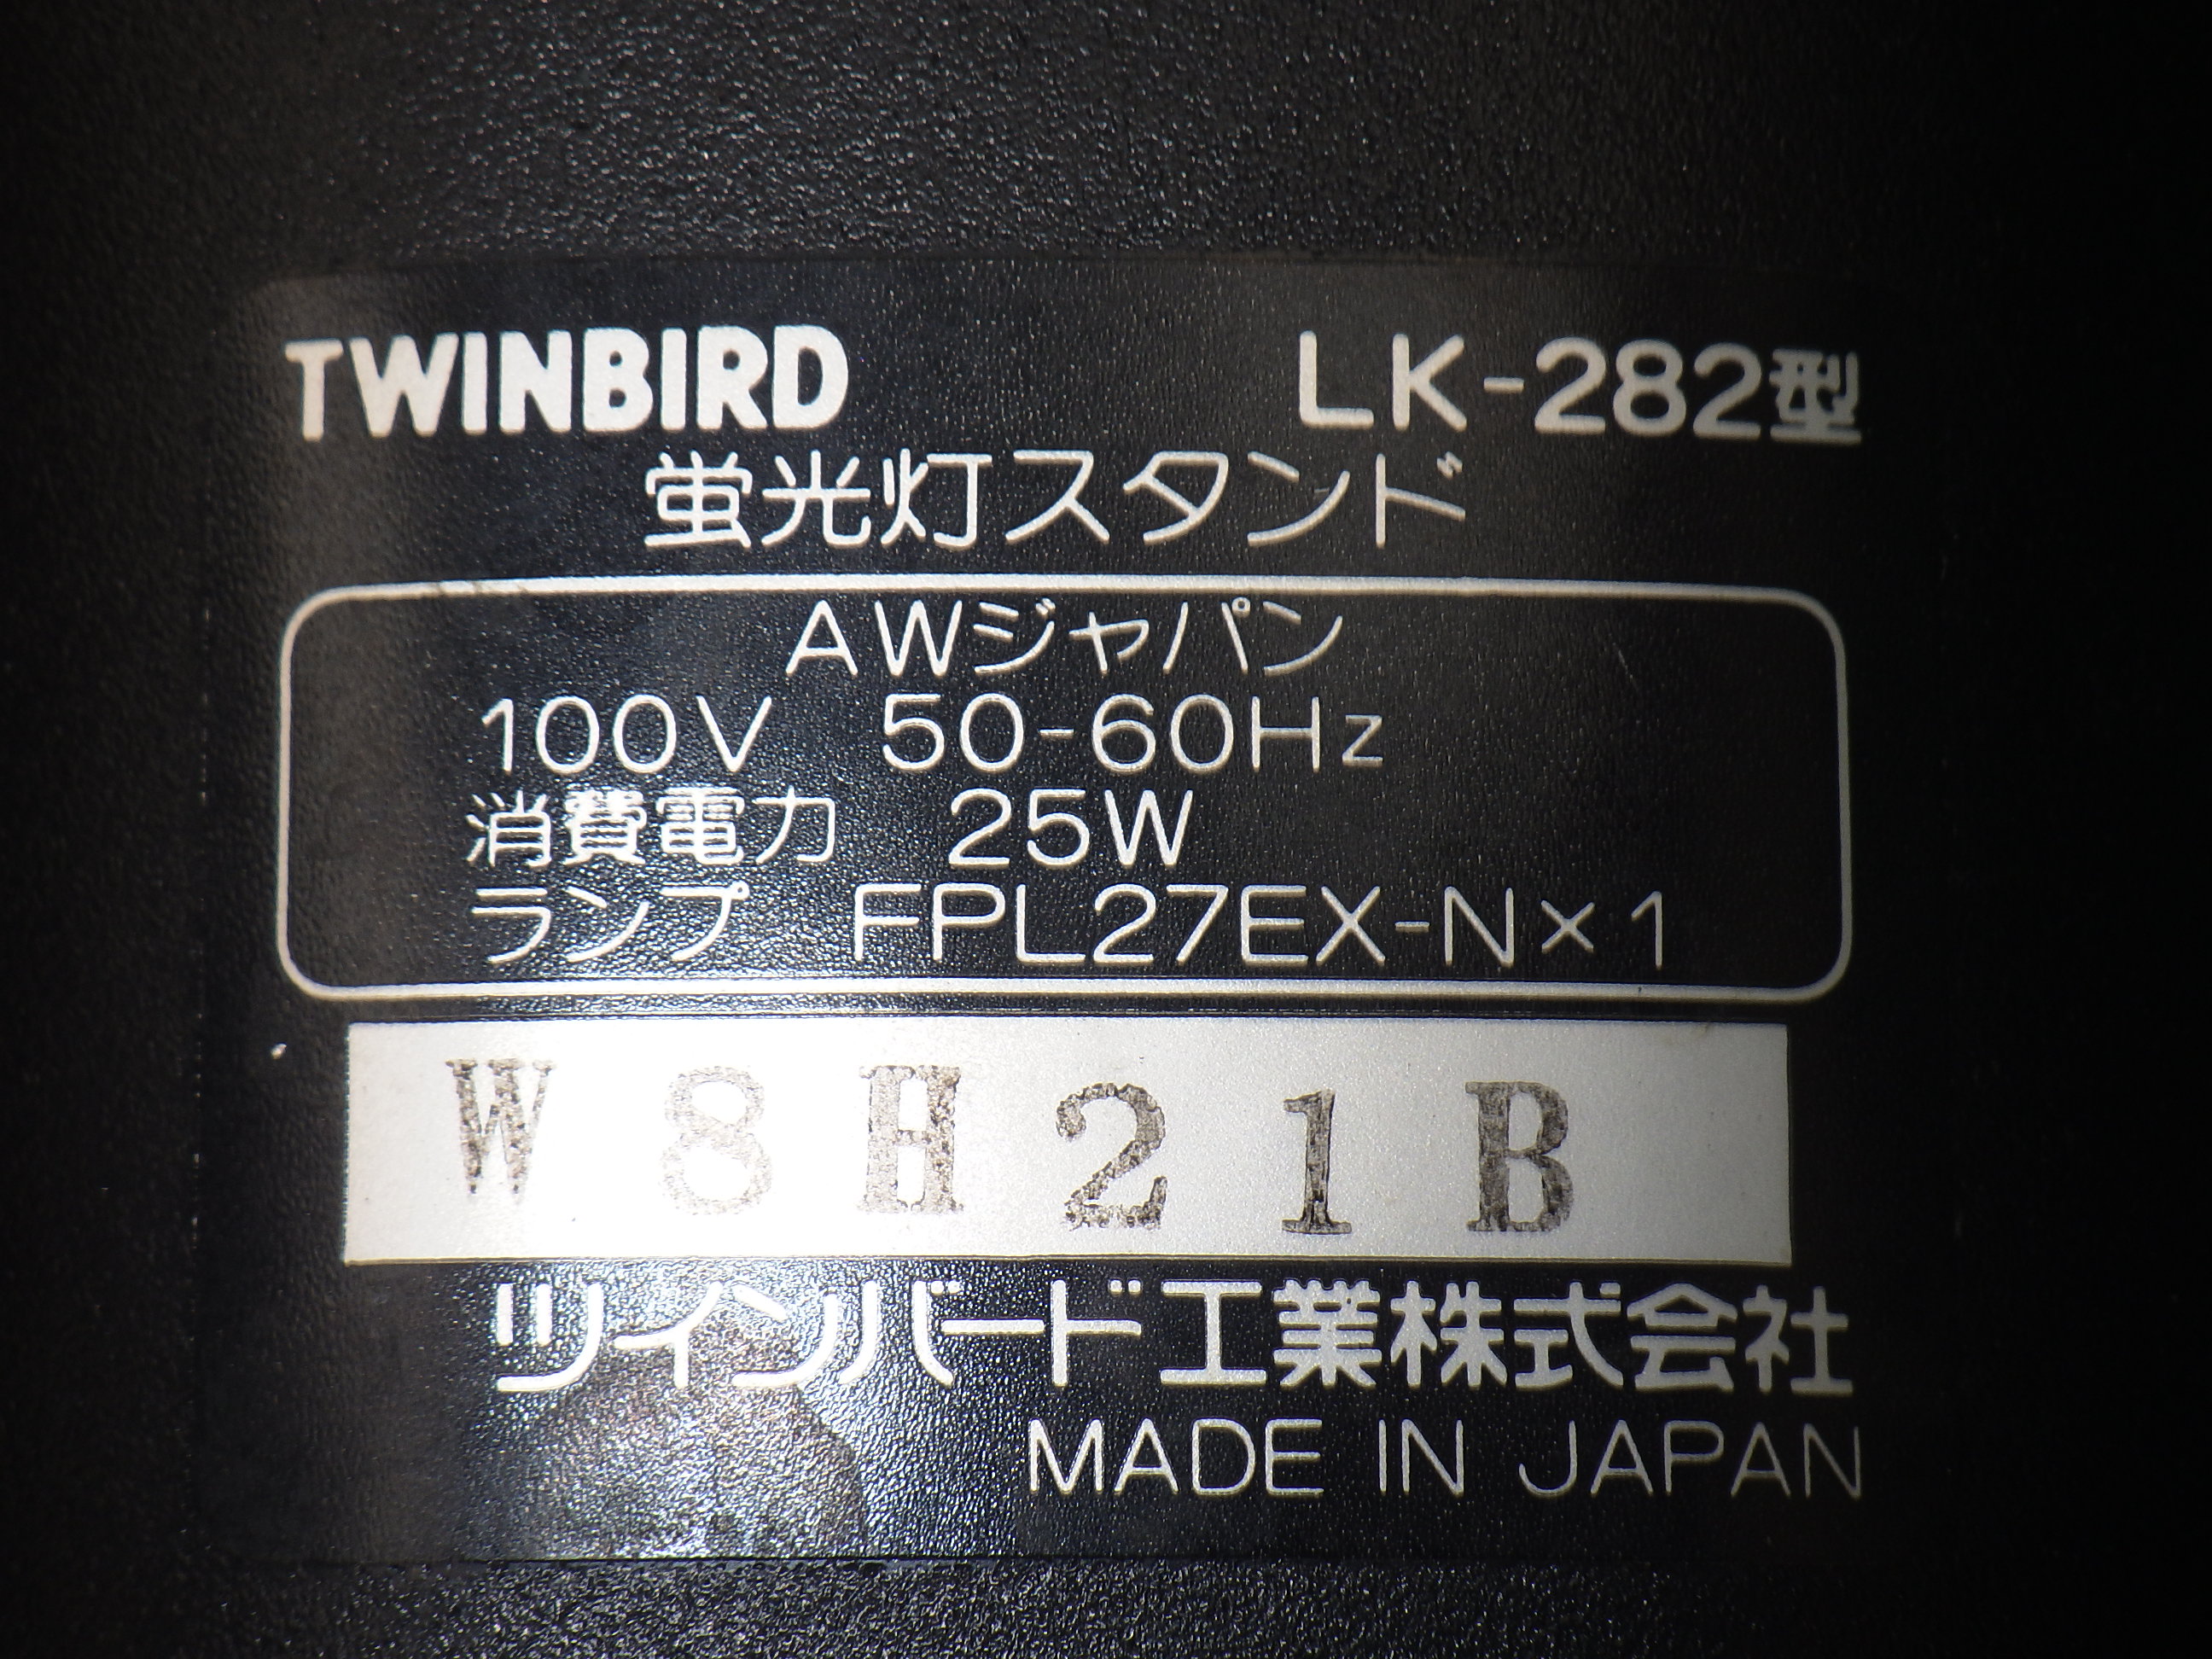 TWINBIRD LK-282型
蛍光灯スタンド
AWジャパン
100V 50-60Hz
消費電力 25W
ランプ FPL27EX-N×1
W8H21B
ツインバード工業株式会社
MADE IN JAPAN